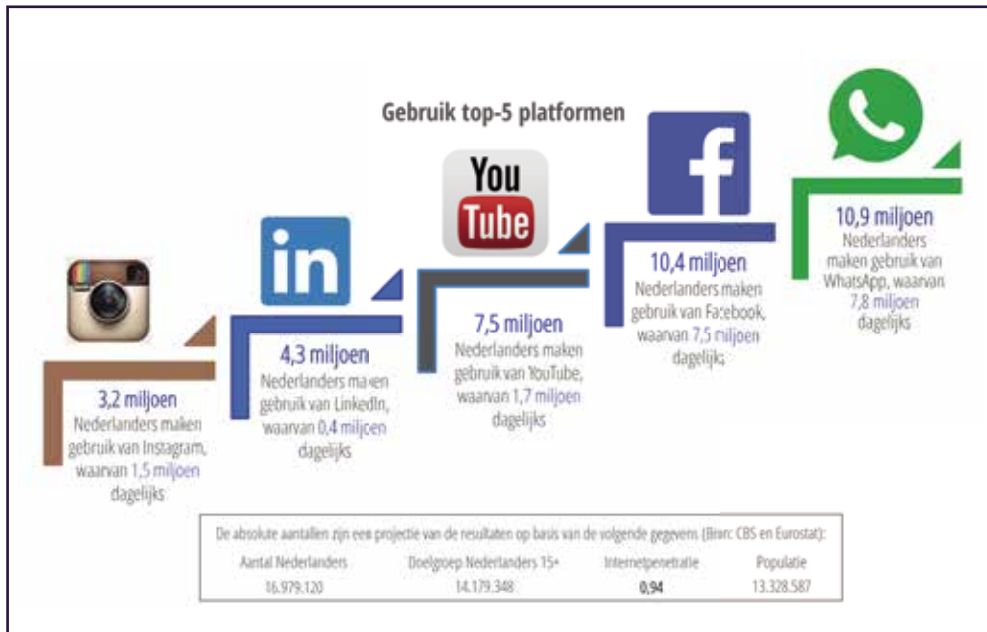 Gebruik top-5 platformen
You
Tube
in
f
3,2 miljoen
Nederlanders maken
gebruik van Instagram,
waarvan 1,5 miljoen
dagelijks
4,3 miljoen
Nederlanders maken
gebruik van LinkedIn,
waarvan 0,4 miljoen
dagelijks
7,5 miljoen
Nederlanders maken
gebruik van YouTube,
waarvan 1,7 miljoen
dagelijks
10,4 miljoen
Nederlanders maken
gebruik van Facebook,
waarvan 7,5 miljoen
dagelijks
10,9 miljoen
Nederlanders
maken gebruik van
WhatsApp, waarvan
7,8 miljoen
dagelijks
De absolute aantallen zijn een projectie van de resultaten op basis van de volgende gegevens (Bron: CBS en Eurostat):
Aantal Nederlanders Doelgroep Nederlanders 15+ Internetpenetratie Populatie
16.979.120 14.179.348 0,94 13.328.587